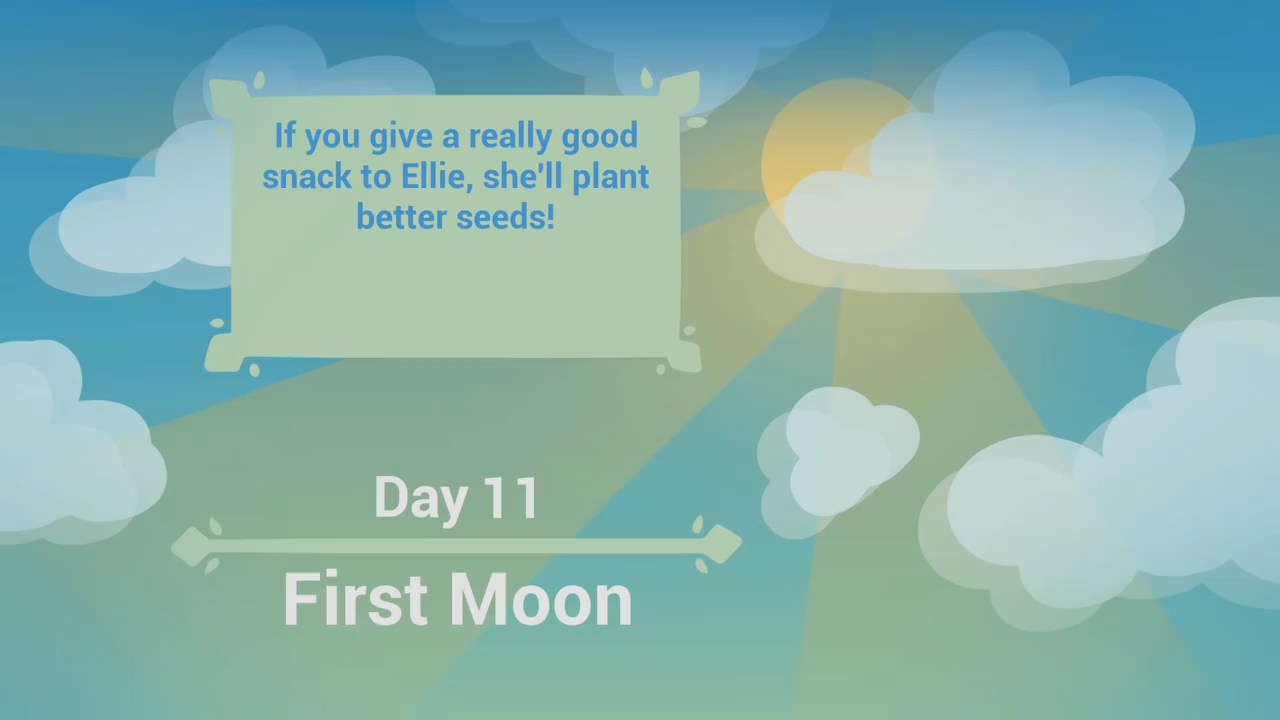 If you give a really good
snack to Ellie, she'll plant
better seeds!
Day 11
First Moon